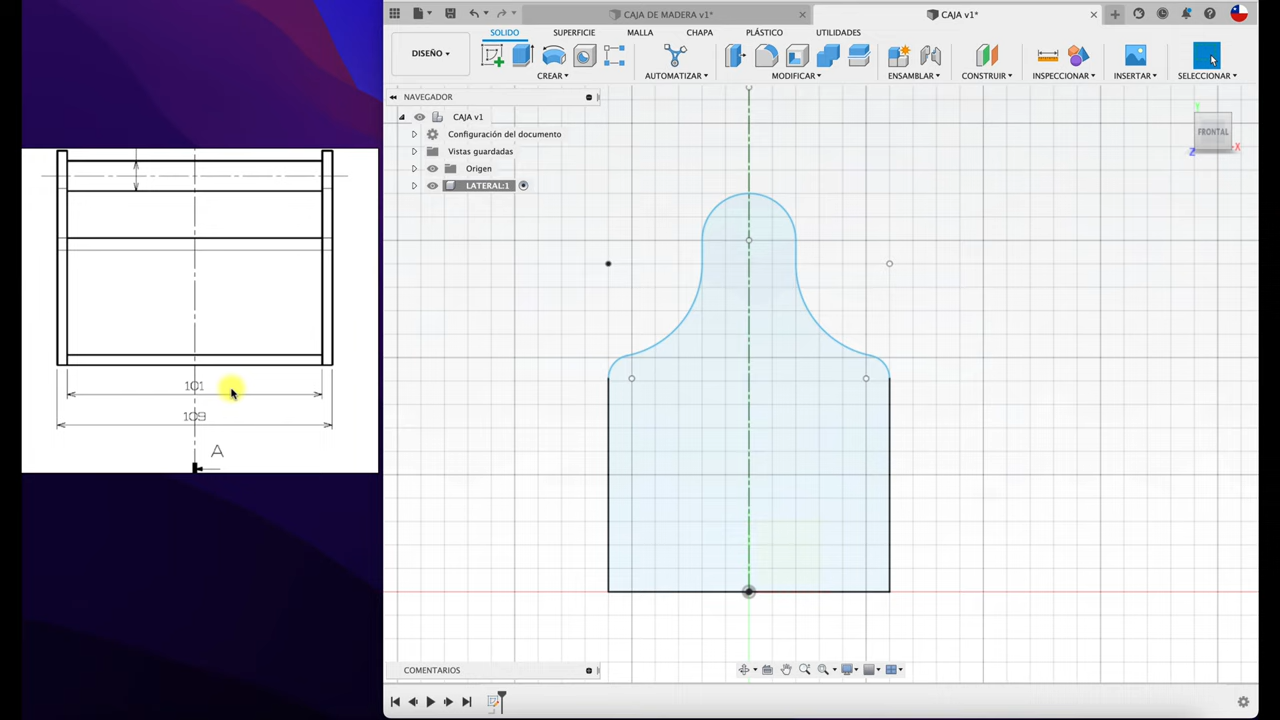 CAJA DE MADERA v1*
CAJA v1*
DISEÑO
SOLIDO
SUPERFICIE
MALLA
CHAPA
PLÁSTICO
UTILIDADES
CREAR
AUTOMATIZAR
MODIFICAR
ENSAMBLAR
CONSTRUIR
INSPECCIONAR
INSERTAR
SELECCIONAR
NAVEGADOR
CAJA v1
Configuración del documento
Vistas guardadas
Origen
LATERAL:1
Y
FRONTAL
X
Z
101
109
A
COMENTARIOS